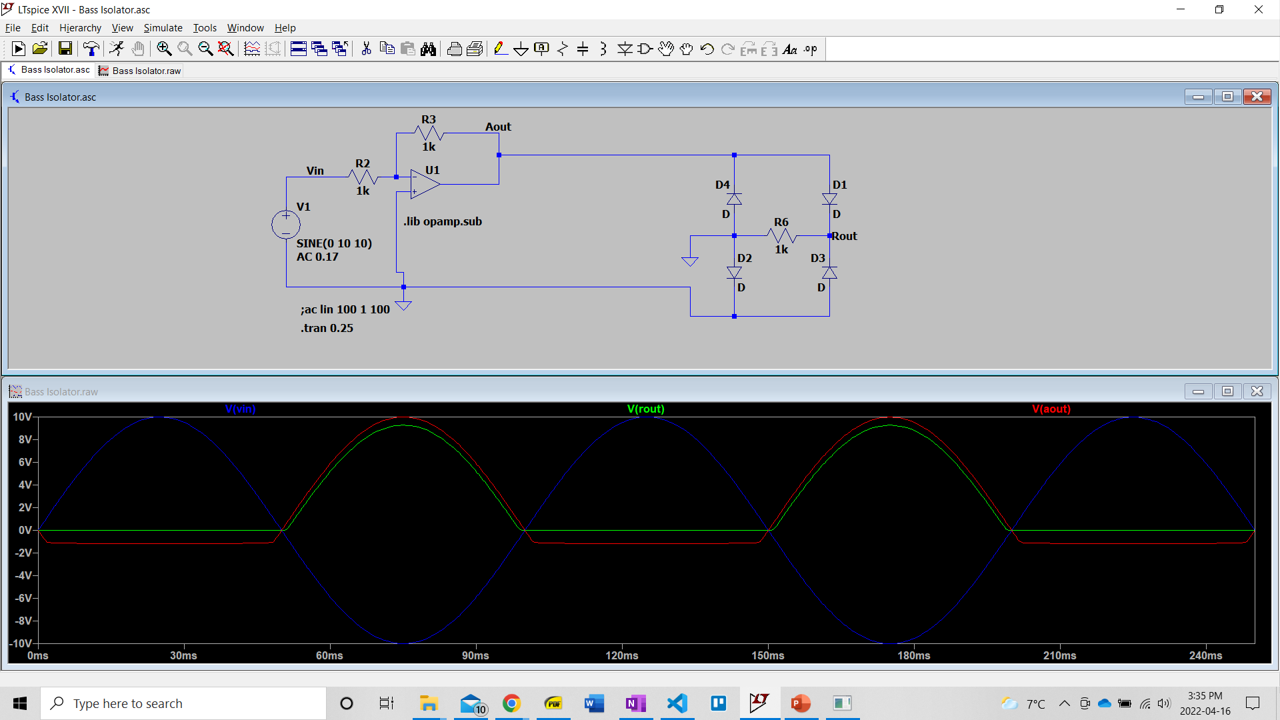 LTspice XVII - Bass Isolator.asc
File Edit Hierarchy View Simulate Tools Window Help
Bass Isolator.asc Bass Isolator.raw
Bass Isolator.asc
R3
Aout
1k
Vin
R2
U1
1k
V1
.lib opamp.sub
SINE(0 10 10)
AC 0.17
;ac lin 100 1 100
.tran 0.25
D4
D1
D
D
R6
Rout
1k
D2
D3
D
D
Bass Isolator.raw
V(vin) V(rout) V(aout)
10V
8V
6V
4V
2V
0V
-2V
-4V
-6V
-8V
-10V
0ms 30ms 60ms 90ms 120ms 150ms 180ms 210ms 240ms
Type here to search
10
7°C
3:35 PM
2022-04-16